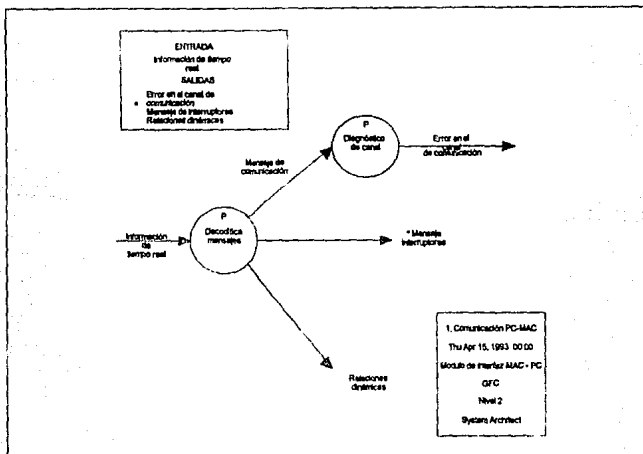 ENTRADA
Información de tiempo
real
SALIDAS
Error en el canal de
* comunicación
Mensaje de interruptores
Relaciones dinámicas
P
Diagnóstico
de canal
Error en el
canal
de comunicación
Mensaje de
comunicación
P
Decodifica
mensajes
Información
de
tiempo real
* Mensaje
interruptores
Relaciones
dinámicas
1. Comunicación PC-MAC
Thu Apr 15, 1993 00:00
Modulo de Interfaz MAC - PC
Nivel 2
System Architect